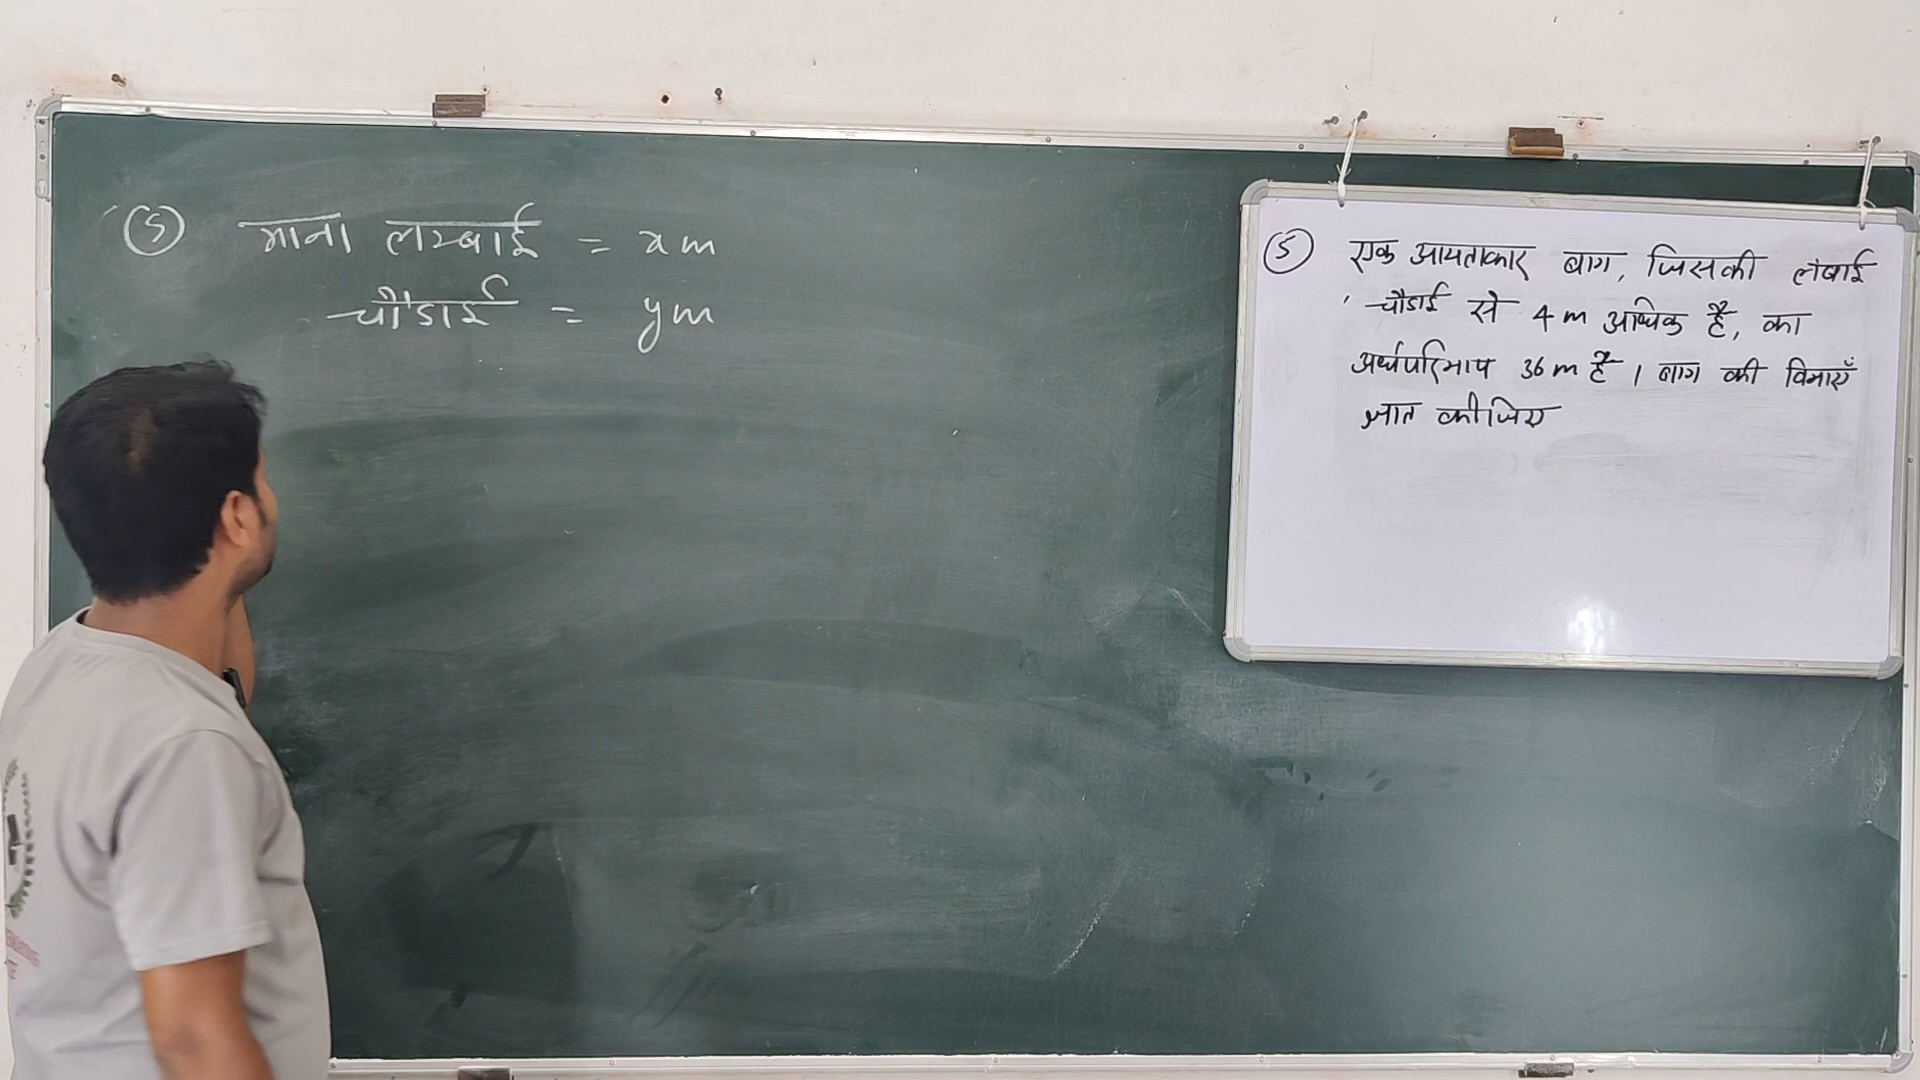 (5) माना लम्बाई = x m
चौडाई = y m
(5) एक आयताकार बाग, जिसकी लंबाई
चौडाई से 4 m अधिक है, का
अर्धपरिमाप 36 m है। बाग की विमाएँ
ज्ञात कीजिए